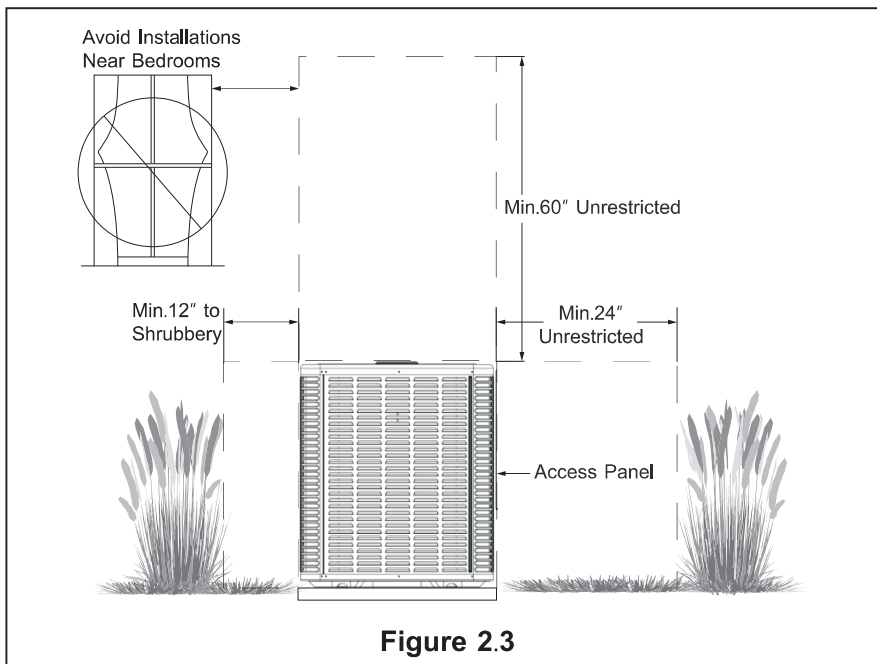 Avoid Installations
Near Bedrooms
Min.60" Unrestricted
Min.12" to
Shrubbery
Min.24"
Unrestricted
Access Panel
Figure 2.3